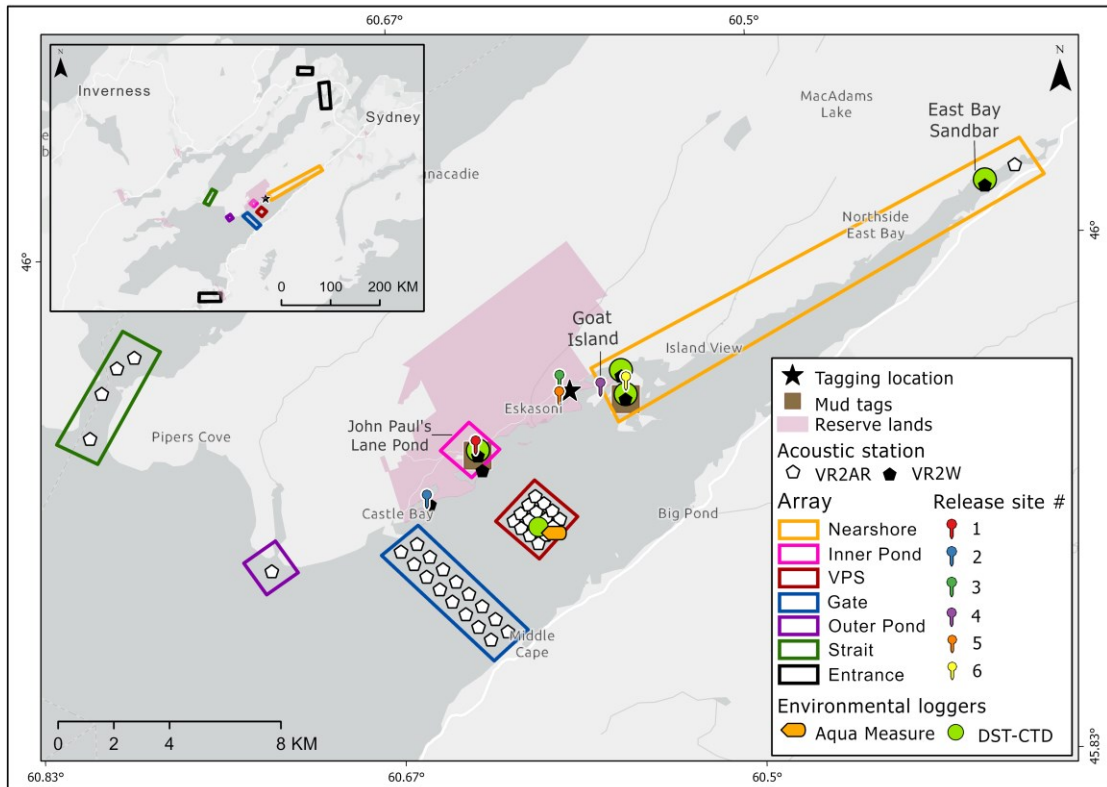 60.67°
60.5°
N
Inverness
Sydney
inacadie
0 100 200 KM
N
MacAdams
Lake
East Bay
Sandbar
Northside
East Bay
46°
46°
Goat
Island
Island View
Eskasoni
Pipers Cove
John Paul's
Lane Pond
Castle Bay
Big Pond
Middle
Cape
Tagging location
Mud tags
Reserve lands
Acoustic station
VR2AR VR2W
Array Release site #
Nearshore 1
Inner Pond 2
VPS 3
Gate 4
Outer Pond 5
Strait 6
Entrance
Environmental loggers
Aqua Measure DST-CTD
0 2 4 8 KM
45.83°
60.83°
60.67°
60.5°